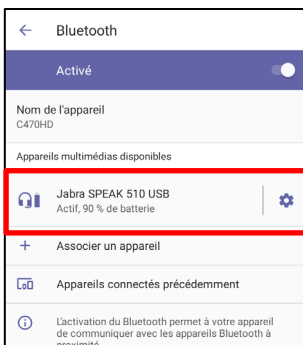 Bluetooth
Activé
Nom de l'appareil
C470HD
Appareils multimédias disponibles
Jabra SPEAK 510 USB
Actif, 90 % de batterie
Associer un appareil
Appareils connectés précédemment
L'activation du Bluetooth permet à votre appareil
de communiquer avec les appareils Bluetooth à
proximité